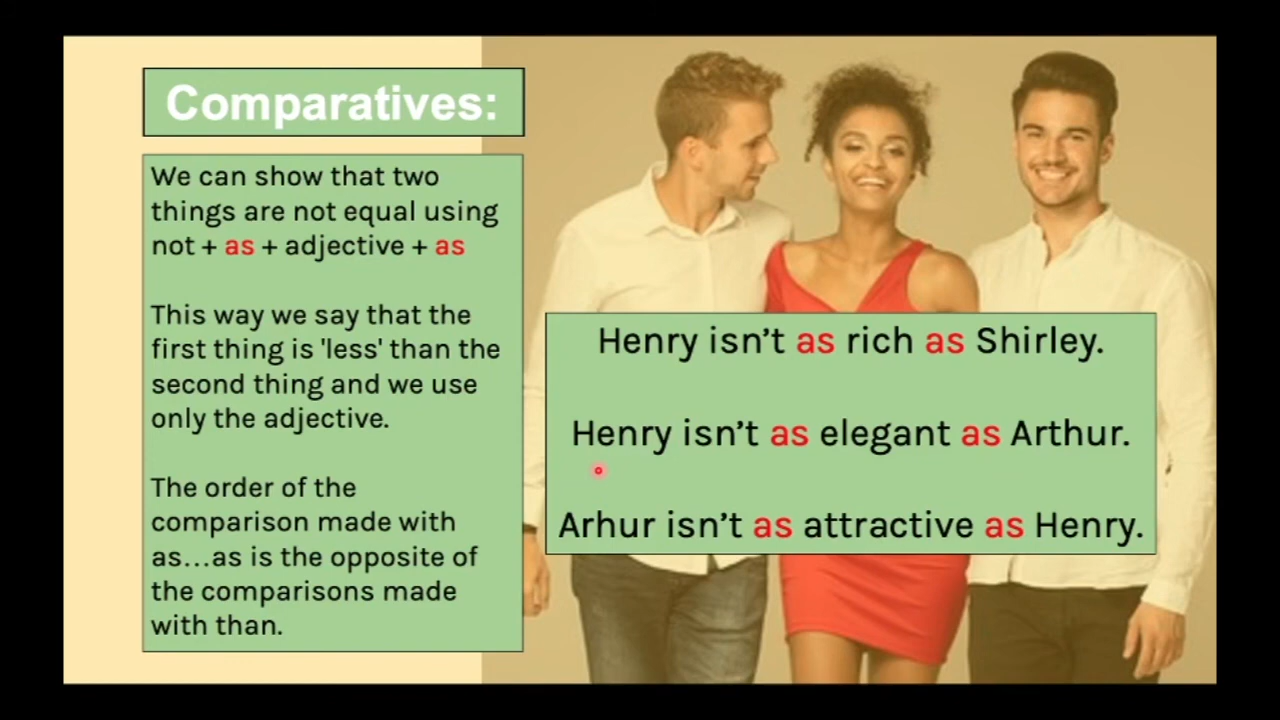 Comparatives:
We can show that two
things are not equal using
not + as + adjective + as
This way we say that the
first thing is 'less' than the
second thing and we use
only the adjective.
The order of the
comparison made with
as...as is the opposite of
the comparisons made
with than.
Henry isn’t as rich as Shirley.
Henry isn’t as elegant as Arthur.
Arhur isn’t as attractive as Henry.